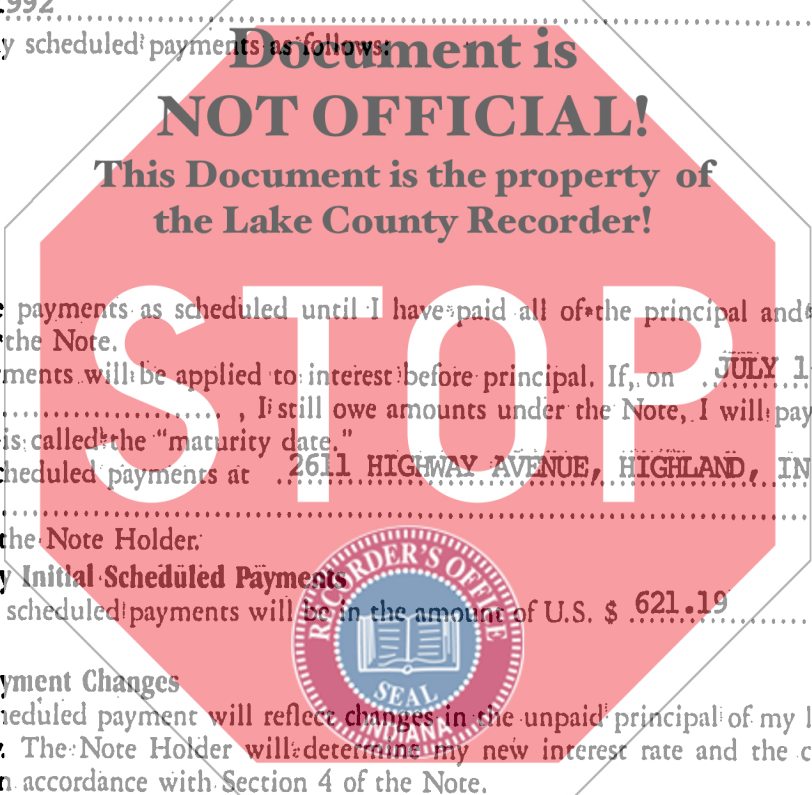 1992
y scheduled payments as follows:
Document is
NOT OFFICIAL!
This Document is the property of
the Lake County Recorder!
STOP
payments as scheduled until I have paid all of the principal and
the Note.
ments will be applied to interest before principal. If, on JULY 1
, I still owe amounts under the Note, I will pay
is called the “maturity date.”
heduled payments at 2611 HIGHWAY AVENUE, HIGHLAND, IN
the Note Holder.
y Initial Scheduled Payments
scheduled payments will be in the amount of U.S. $ 621.19
RECORDER'S OFFICE
SEAL
INDIANA
yment Changes
heduled payment will reflect changes in the unpaid principal of my l
. The Note Holder will determine my new interest rate and the c
n accordance with Section 4 of the Note.